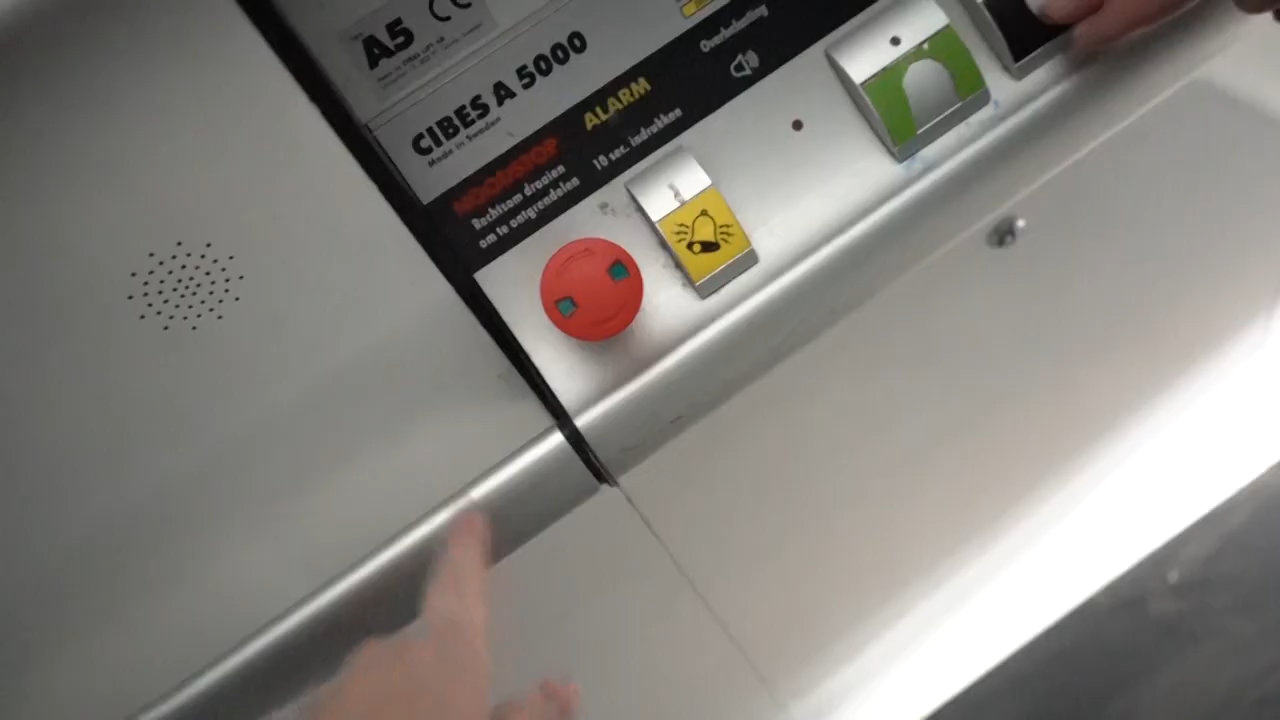 A5
CE
CIBES A 5000
Made in Sweden
NOODSTOP
Rechtsom draaien
om te ontgrendelen
ALARM
10 sec. indrukken
Overbelasting